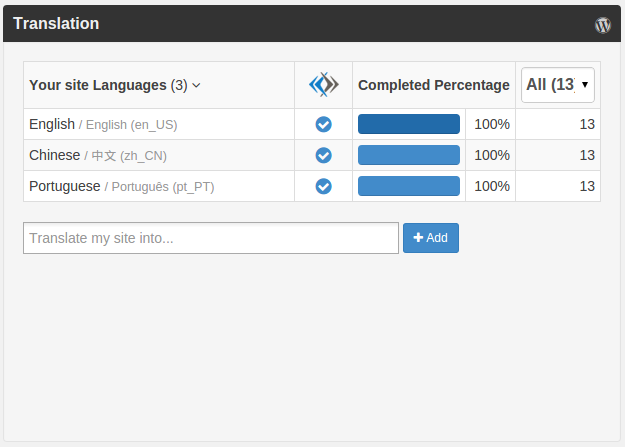 Translation
Your site Languages (3) Completed Percentage All (13)
English / English (en_US) 100% 13
Chinese / 中文 (zh_CN) 100% 13
Portuguese / Português (pt_PT) 100% 13
Translate my site into... Add